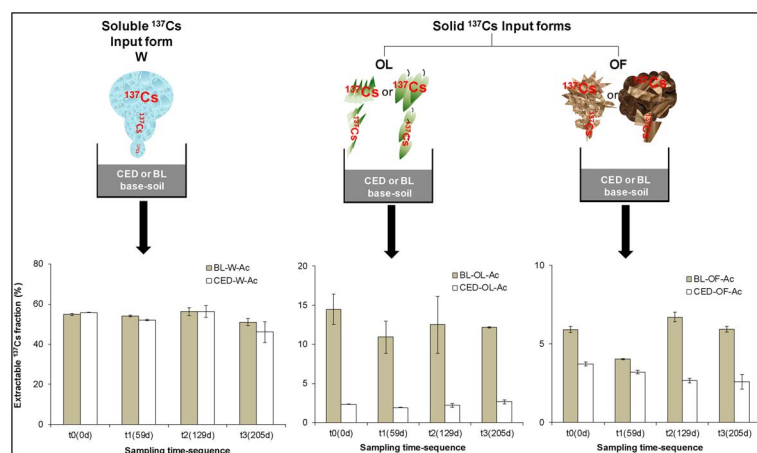 Soluble ¹³⁷Cs
Input form
W
Solid ¹³⁷Cs Input forms
OL
OF
¹³⁷Cs
¹³⁷Cs
¹³⁷Cs or ¹³⁷Cs
¹³⁷Cs
¹³⁷Cs
¹³⁷Cs
or
¹³⁷Cs
¹³⁷Cs
CED or BL
base-soil
CED or BL
base-soil
CED or BL
base-soil
Extractable ¹³⁷Cs fraction (%)
80
60
40
20
0
BL-W-Ac
CED-W-Ac
t0(0d) t1(59d) t2(129d) t3(205d)
Sampling time-sequence
20
15
10
5
0
BL-OL-Ac
CED-OL-Ac
t0(0d) t1(59d) t2(129d) t3(205d)
Sampling time-sequence
10
5
0
BL-OF-Ac
CED-OF-Ac
t0(0d) t1(59d) t2(129d) t3(205d)
Sampling time-sequence